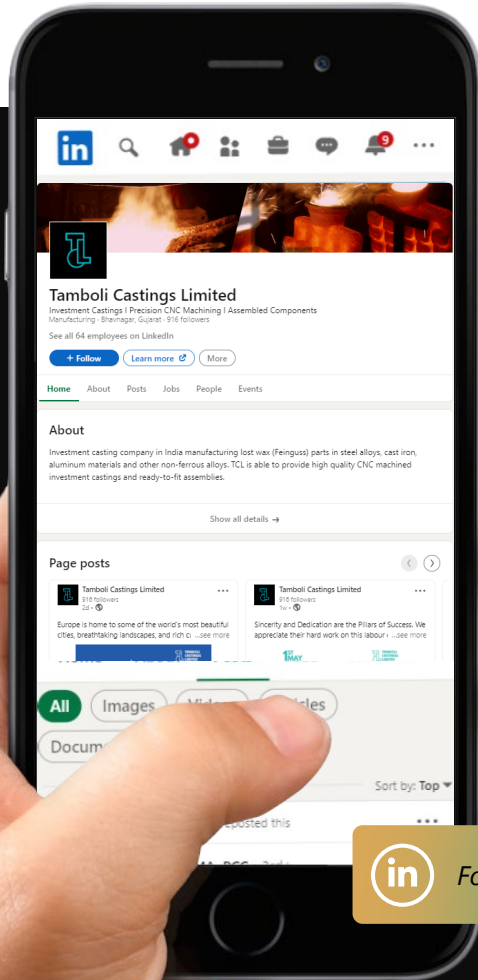 in
9
Tamboli Castings Limited
Investment Castings I Precision CNC Machining I Assembled Components
Manufacturing · Bhavnagar, Gujarat · 916 followers
See all 64 employees on LinkedIn
+ Follow
Learn more
More
Home About Posts Jobs People Events
About
Investment casting company in India manufacturing lost wax (Feinguss) parts in steel alloys, cast iron,
aluminum materials and other non-ferrous alloys. TCL is able to provide high quality CNC machined
investment castings and ready-to-fit assemblies.
Show all details →
Page posts
Tamboli Castings Limited
916 followers
2d •
Europe is home to some of the world's most beautiful
cities, breathtaking landscapes, and rich ...see more
Tamboli Castings Limited
916 followers
1w •
Sincerity and Dedication are the Pillars of Success. We
appreciate their hard work on this labour ...see more
1ST
MAY
All Images
Sort by: Top
this
in